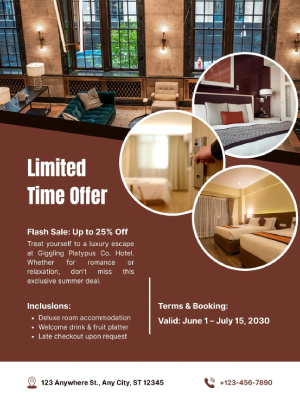 Limited
Time Offer
Flash Sale: Up to 25% Off
Treat yourself to a luxury escape
at Giggling Platypus Co. Hotel.
Whether for romance or
relaxation, don't miss this
exclusive summer deal.
Inclusions:
• Deluxe room accommodation
• Welcome drink & fruit platter
• Late checkout upon request
Terms & Booking:
Valid: June 1 – July 15, 2030
123 Anywhere St., Any City, ST 12345
+123-456-7890